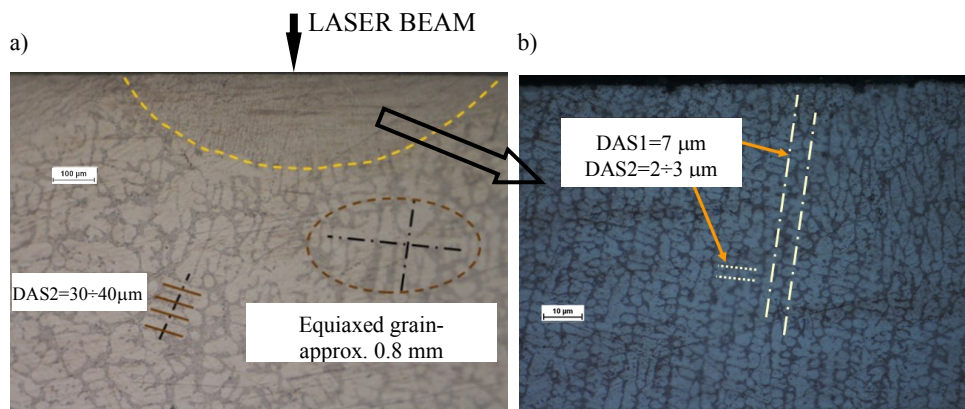 LASER BEAM
a)
100 µm
DAS2=30÷40µm
Equiaxed grain-
approx. 0.8 mm
b)
DAS1=7 µm
DAS2=2÷3 µm
10 µm